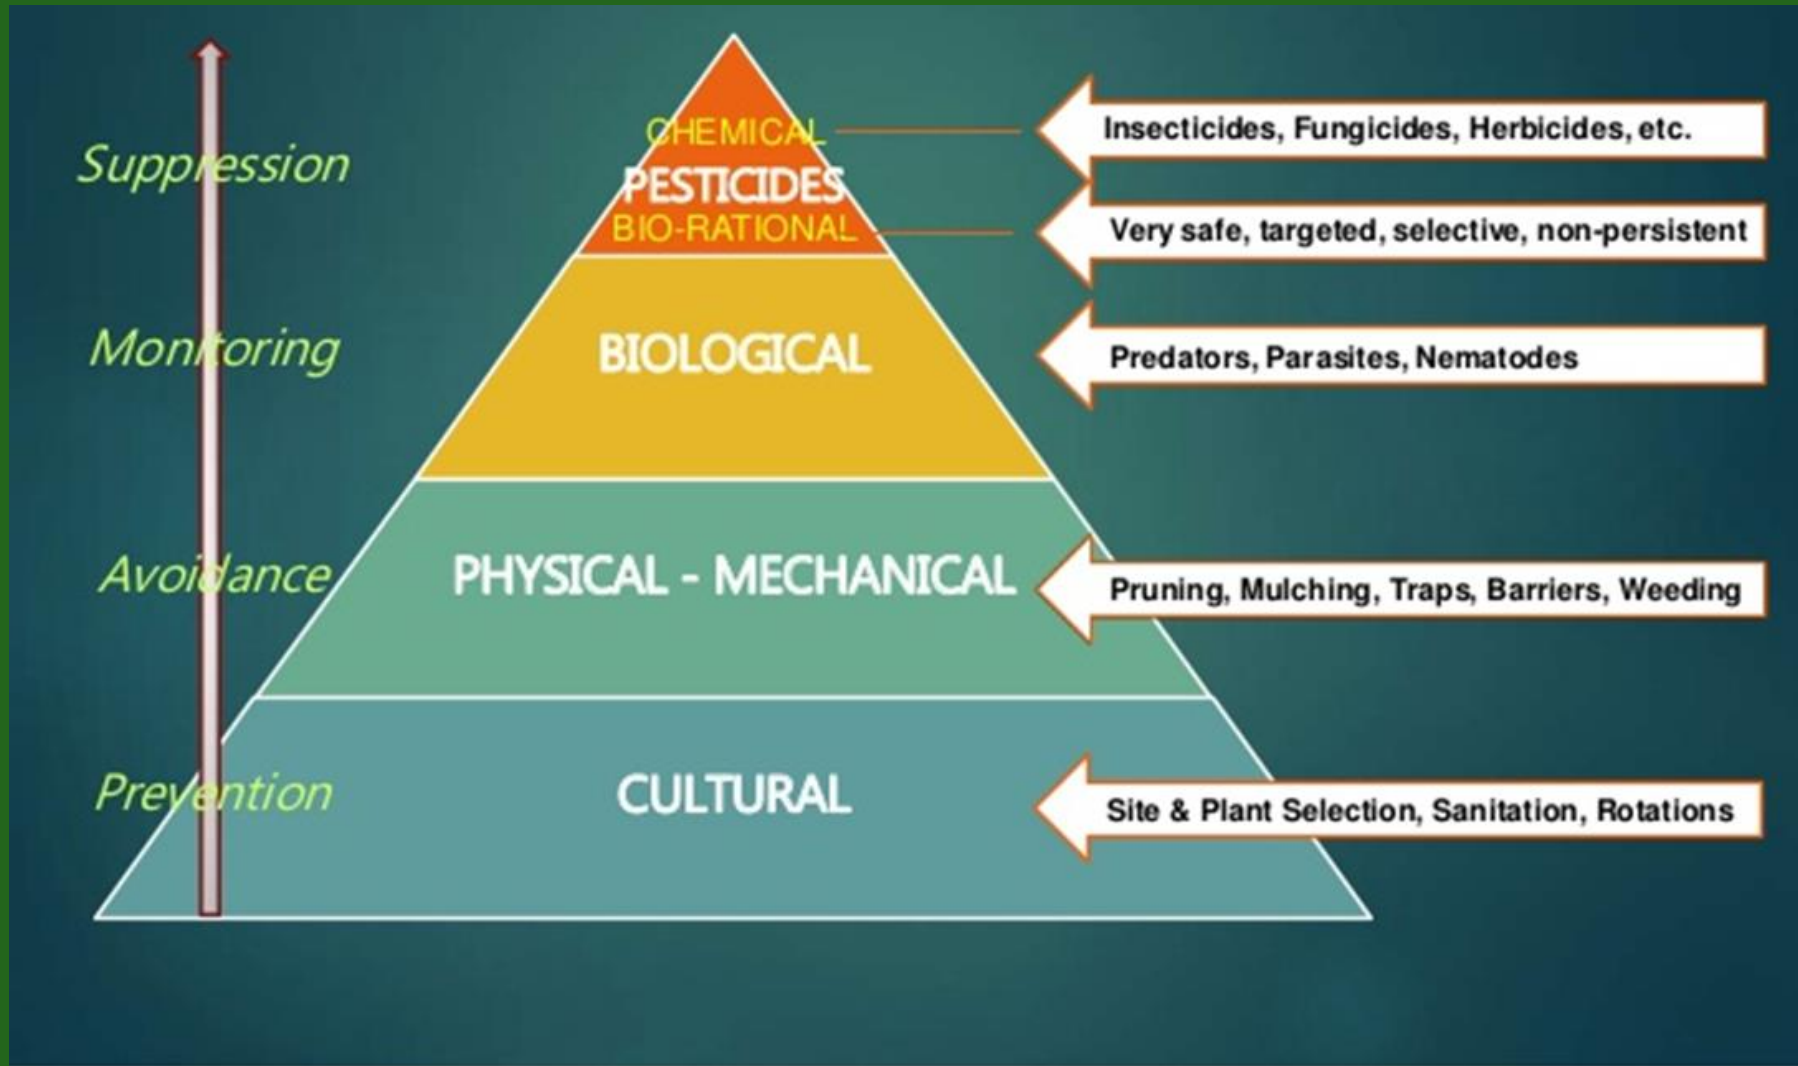 Suppression
CHEMICAL
PESTICIDES
BIO-RATIONAL
Insecticides, Fungicides, Herbicides, etc.
Very safe, targeted, selective, non-persistent
Monitoring
BIOLOGICAL
Predators, Parasites, Nematodes
Avoidance
PHYSICAL - MECHANICAL
Pruning, Mulching, Traps, Barriers, Weeding
Prevention
CULTURAL
Site & Plant Selection, Sanitation, Rotations